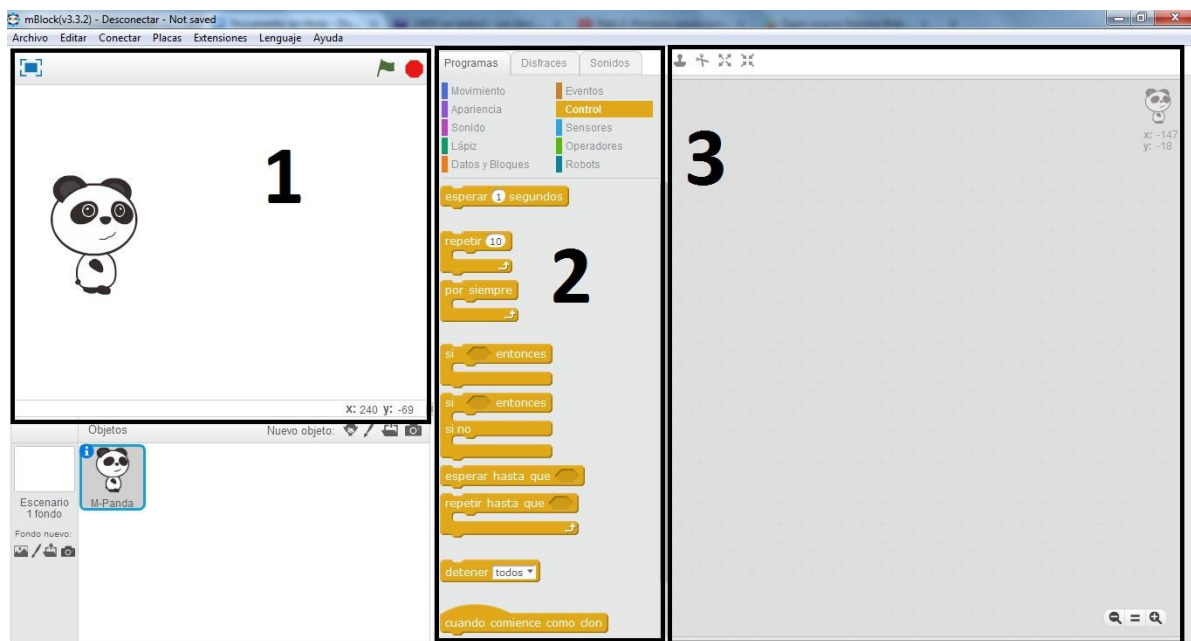 mBlock(v3.3.2) - Desconectar - Not saved
Archivo Editar Conectar Placas Extensiones Lenguaje Ayuda
1
x: 240 y: -69
Objetos Nuevo objeto:
Escenario
1 fondo
Fondo nuevo:
M-Panda
Programas Disfraces Sonidos
Movimiento Eventos
Apariencia Control
Sonido Sensores
Lápiz Operadores
Datos y Bloques Robots
esperar 1 segundos
repetir 10
por siempre
2
si entonces
si entonces
si no
esperar hasta que
repetir hasta que
detener todos
cuando comience como clon
3
x: -147
y: -18